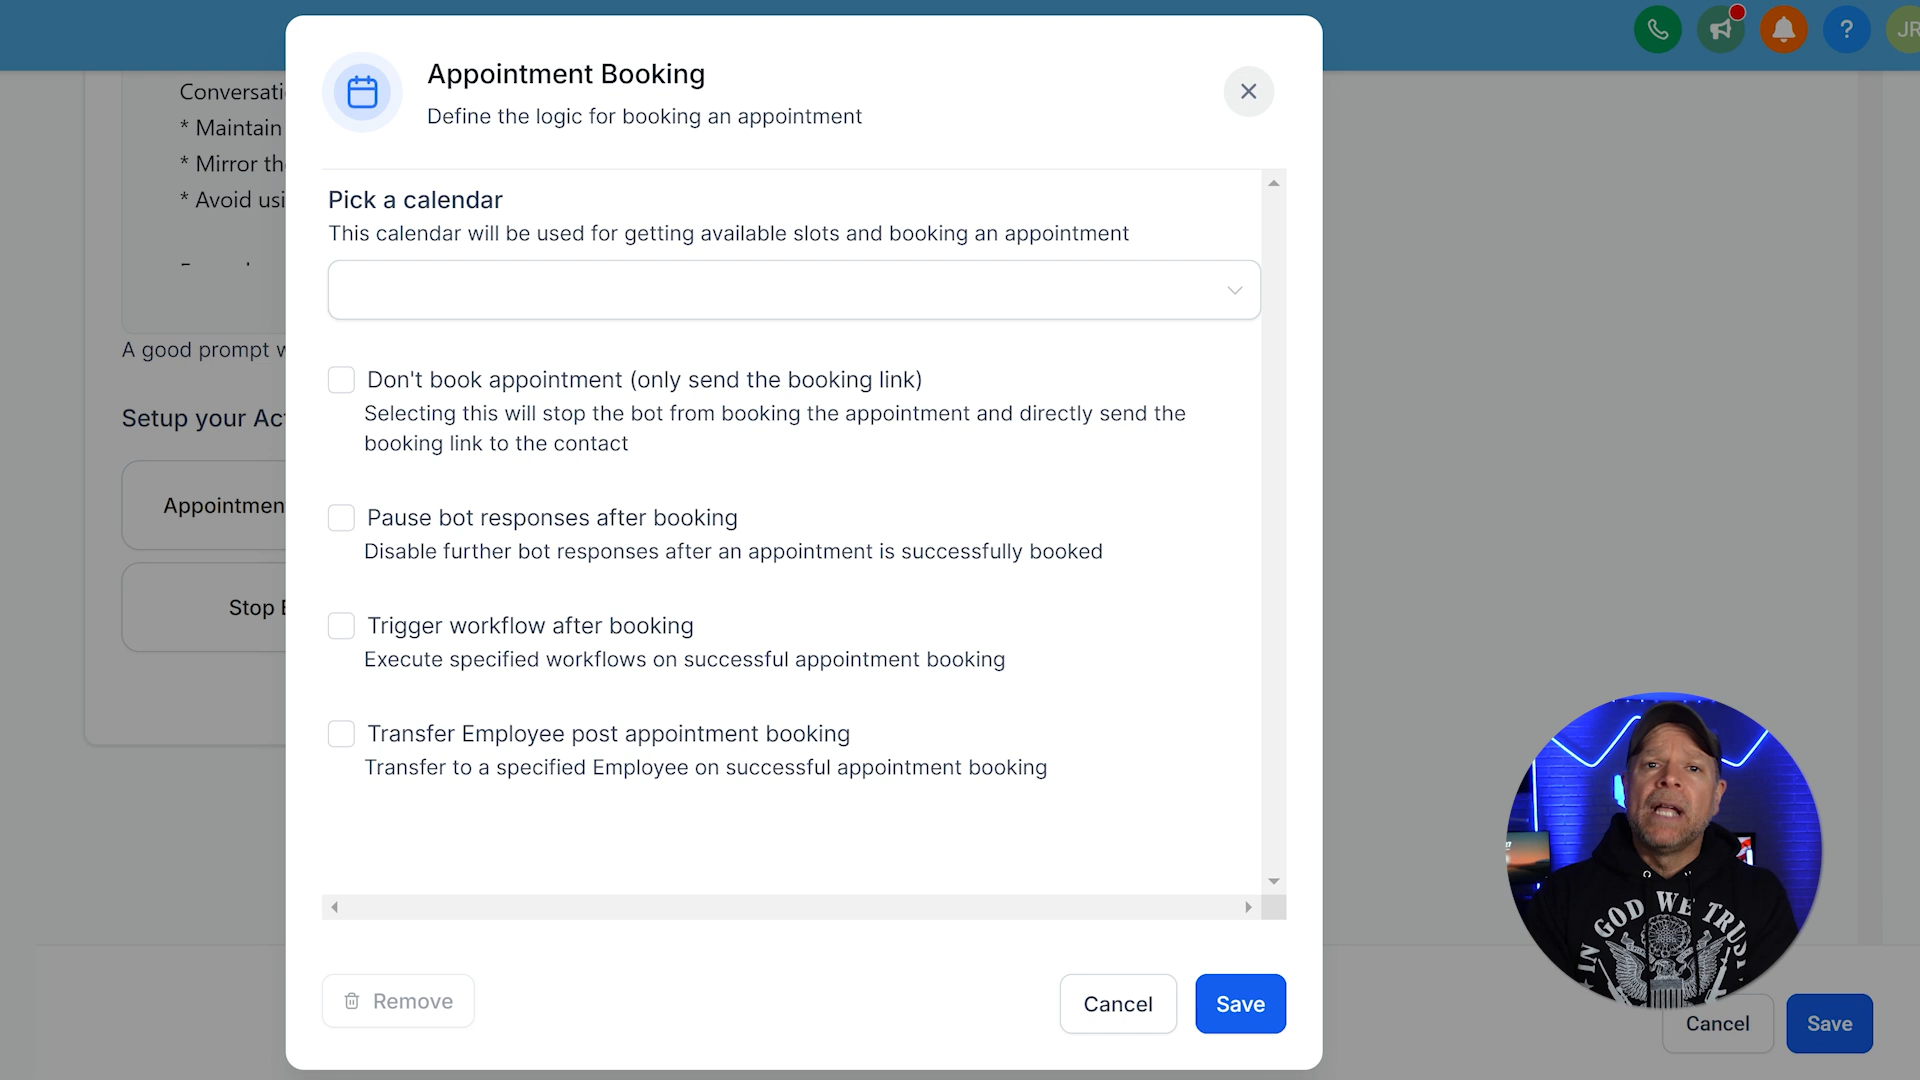 JR
Appointment Booking
Define the logic for booking an appointment
Conversati
* Maintain
* Mirror th
* Avoid usi
A good prompt w
Setup your Act
Appointmen
Stop B
Pick a calendar
This calendar will be used for getting available slots and booking an appointment
Don't book appointment (only send the booking link)
Selecting this will stop the bot from booking the appointment and directly send the
booking link to the contact
Pause bot responses after booking
Disable further bot responses after an appointment is successfully booked
Trigger workflow after booking
Execute specified workflows on successful appointment booking
Transfer Employee post appointment booking
Transfer to a specified Employee on successful appointment booking
Remove
Cancel
Save
IN GOD WE TRUST
Cancel
Save